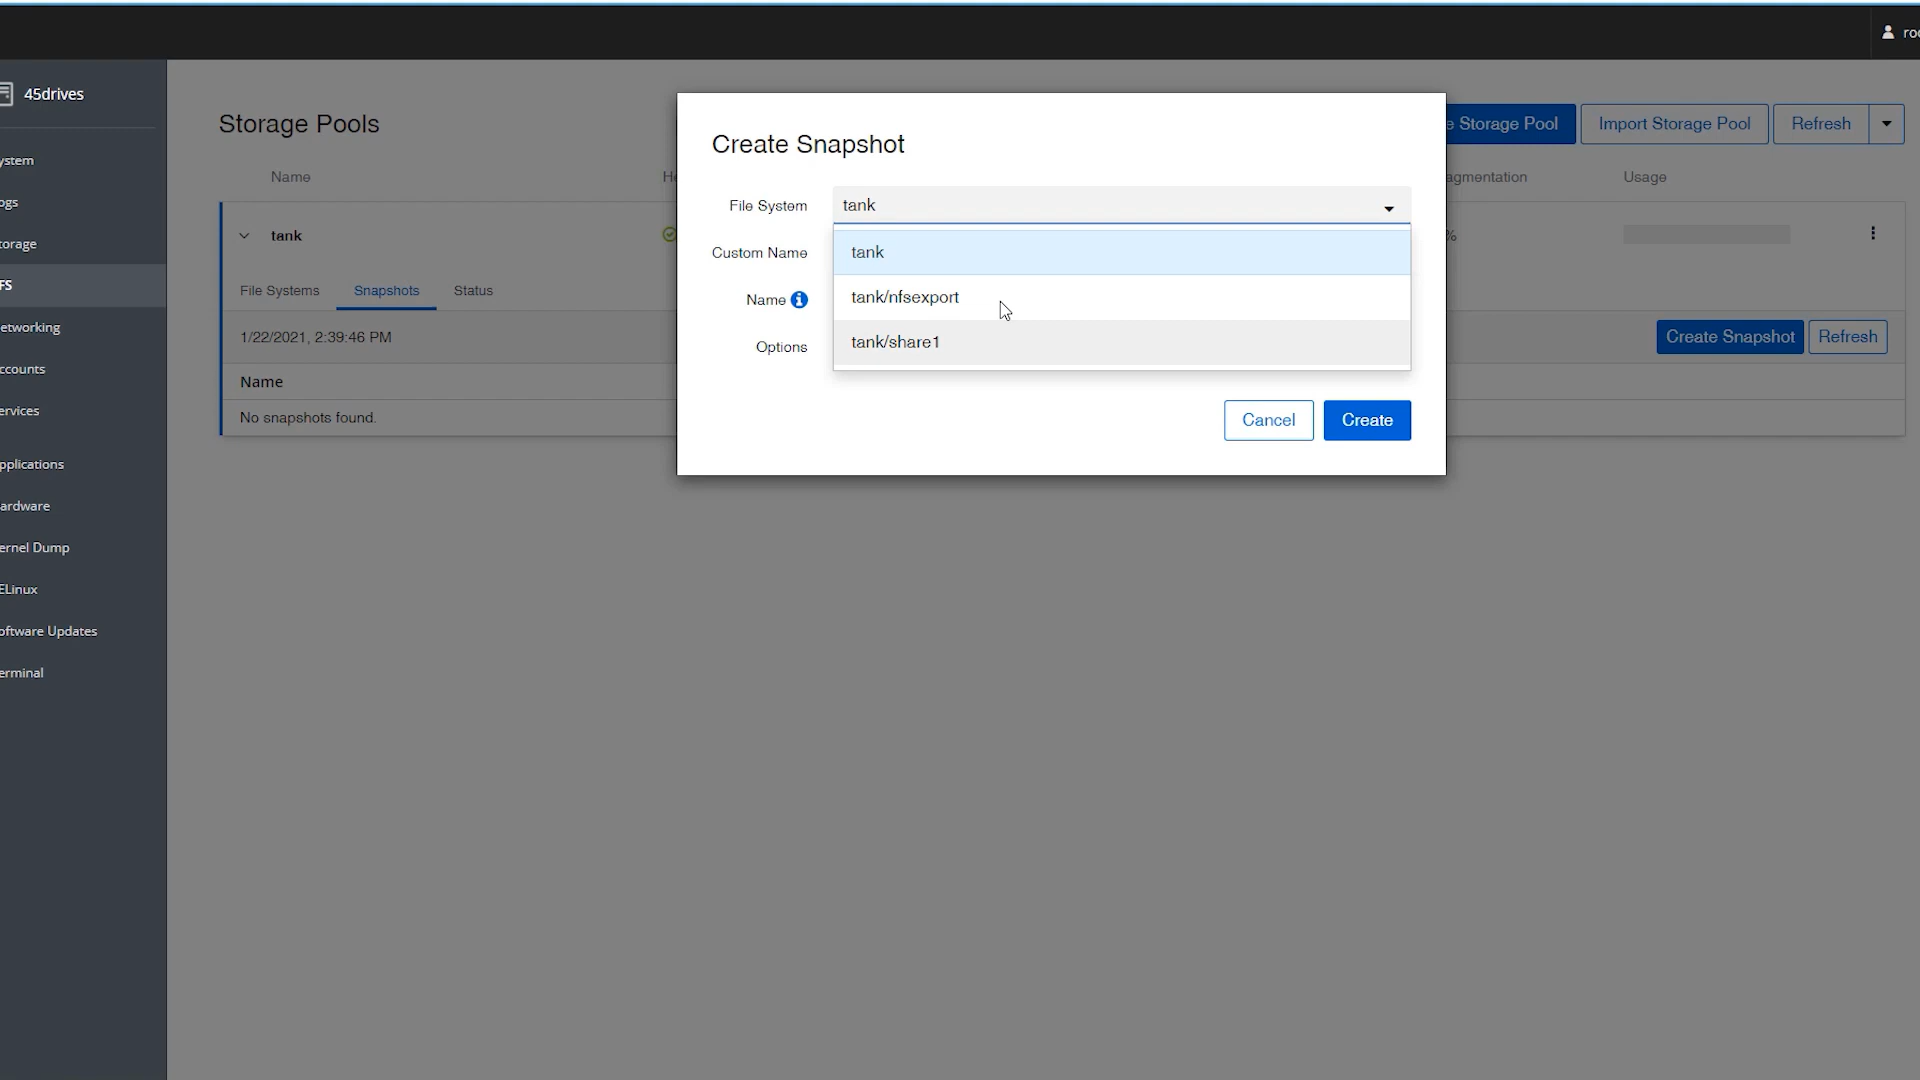 roo
45drives
ystem
ogs
torage
FS
etworking
ccounts
ervices
pplications
ardware
ernel Dump
ELinux
oftware Updates
erminal
Storage Pools
e Storage Pool
Import Storage Pool
Refresh
Name
He
agmentation
Usage
tank
%
File Systems
Snapshots
Status
1/22/2021, 2:39:46 PM
Create Snapshot
Refresh
Name
No snapshots found.
Create Snapshot
File System
tank
Custom Name
tank
Name
tank/nfsexport
Options
tank/share1
Cancel
Create